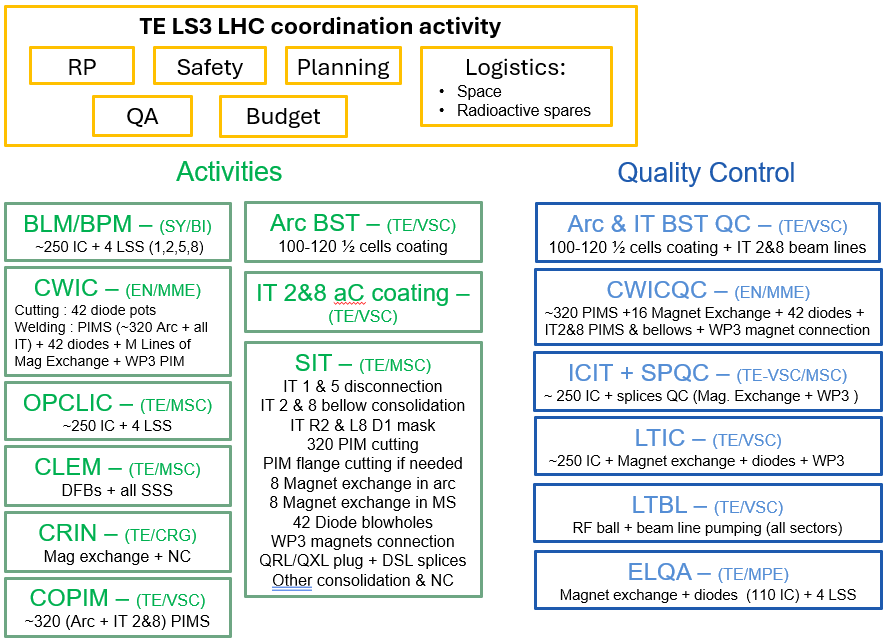 TE LS3 LHC coordination activity
RP
Safety
Planning
Logistics:
• Space
• Radioactive spares
QA
Budget
Activities
BLM/BPM – (SY/BI)
~250 IC + 4 LSS (1,2,5,8)
CWIC – (EN/MME)
Cutting : 42 diode pots
Welding : PIMS (~320 Arc + all
IT) + 42 diodes + M Lines of
Mag Exchange + WP3 PIM
OPCLIC – (TE/MSC)
~250 IC + 4 LSS
CLEM – (TE/MSC)
DFBs + all SSS
CRIN – (TE/CRG)
Mag exchange + NC
COPIM – (TE/VSC)
~320 (Arc + IT 2&8) PIMS
Arc BST – (TE/VSC)
100-120 ½ cells coating
IT 2&8 aC coating –
(TE/VSC)
SIT – (TE/MSC)
IT 1 & 5 disconnection
IT 2 & 8 bellow consolidation
IT R2 & L8 D1 mask
320 PIM cutting
PIM flange cutting if needed
8 Magnet exchange in arc
8 Magnet exchange in MS
42 Diode blowholes
WP3 magnets connection
QRL/QXL plug + DSL splices
Other consolidation & NC
Quality Control
Arc & IT BST QC – (TE/VSC)
100-120 ½ cells coating + IT 2&8 beam lines
CWICQC – (EN/MME)
~320 PIMS +16 Magnet Exchange + 42 diodes +
IT2&8 PIMS & bellows + WP3 magnet connection
ICIT + SPQC – (TE-VSC/MSC)
~ 250 IC + splices QC (Mag. Exchange + WP3 )
LTIC – (TE/VSC)
~250 IC + Magnet exchange + diodes + WP3
LTBL – (TE/VSC)
RF ball + beam line pumping (all sectors)
ELQA – (TE/MPE)
Magnet exchange + diodes (110 IC) + 4 LSS